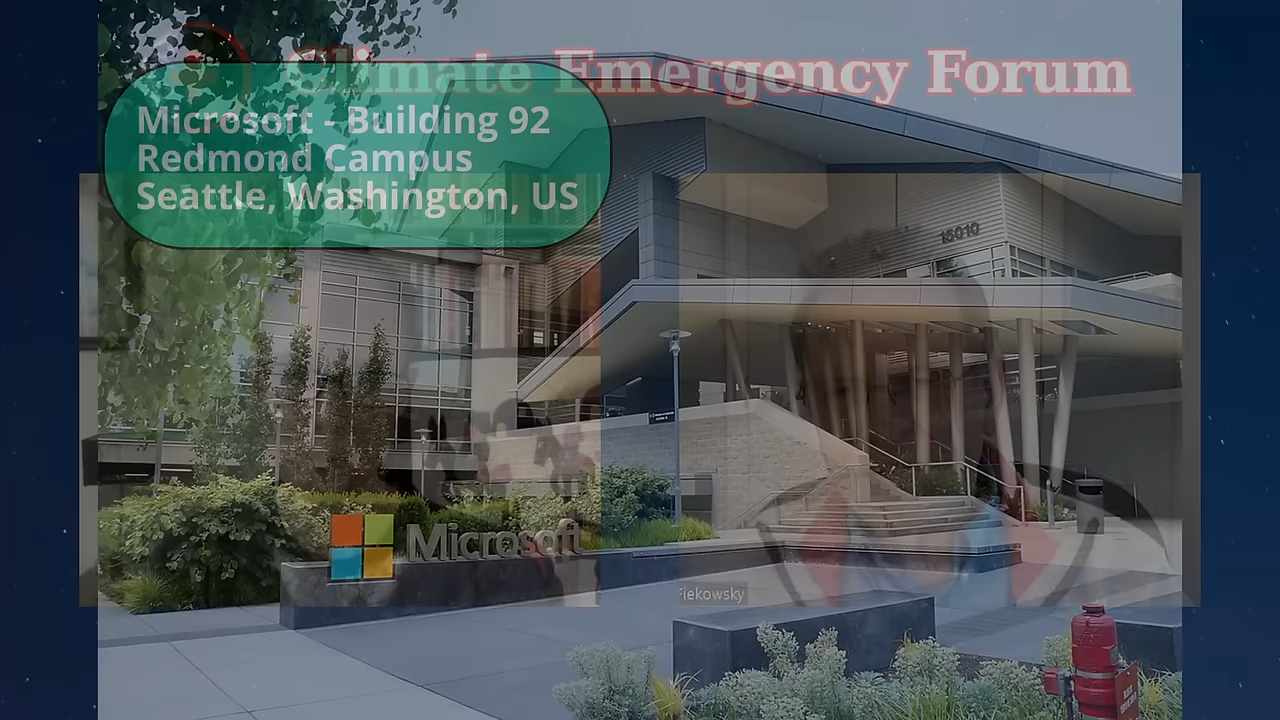 Climate Emergency Forum
Microsoft - Building 92
Redmond Campus
Seattle, Washington, US
15010
Microsoft
Fiekowsky